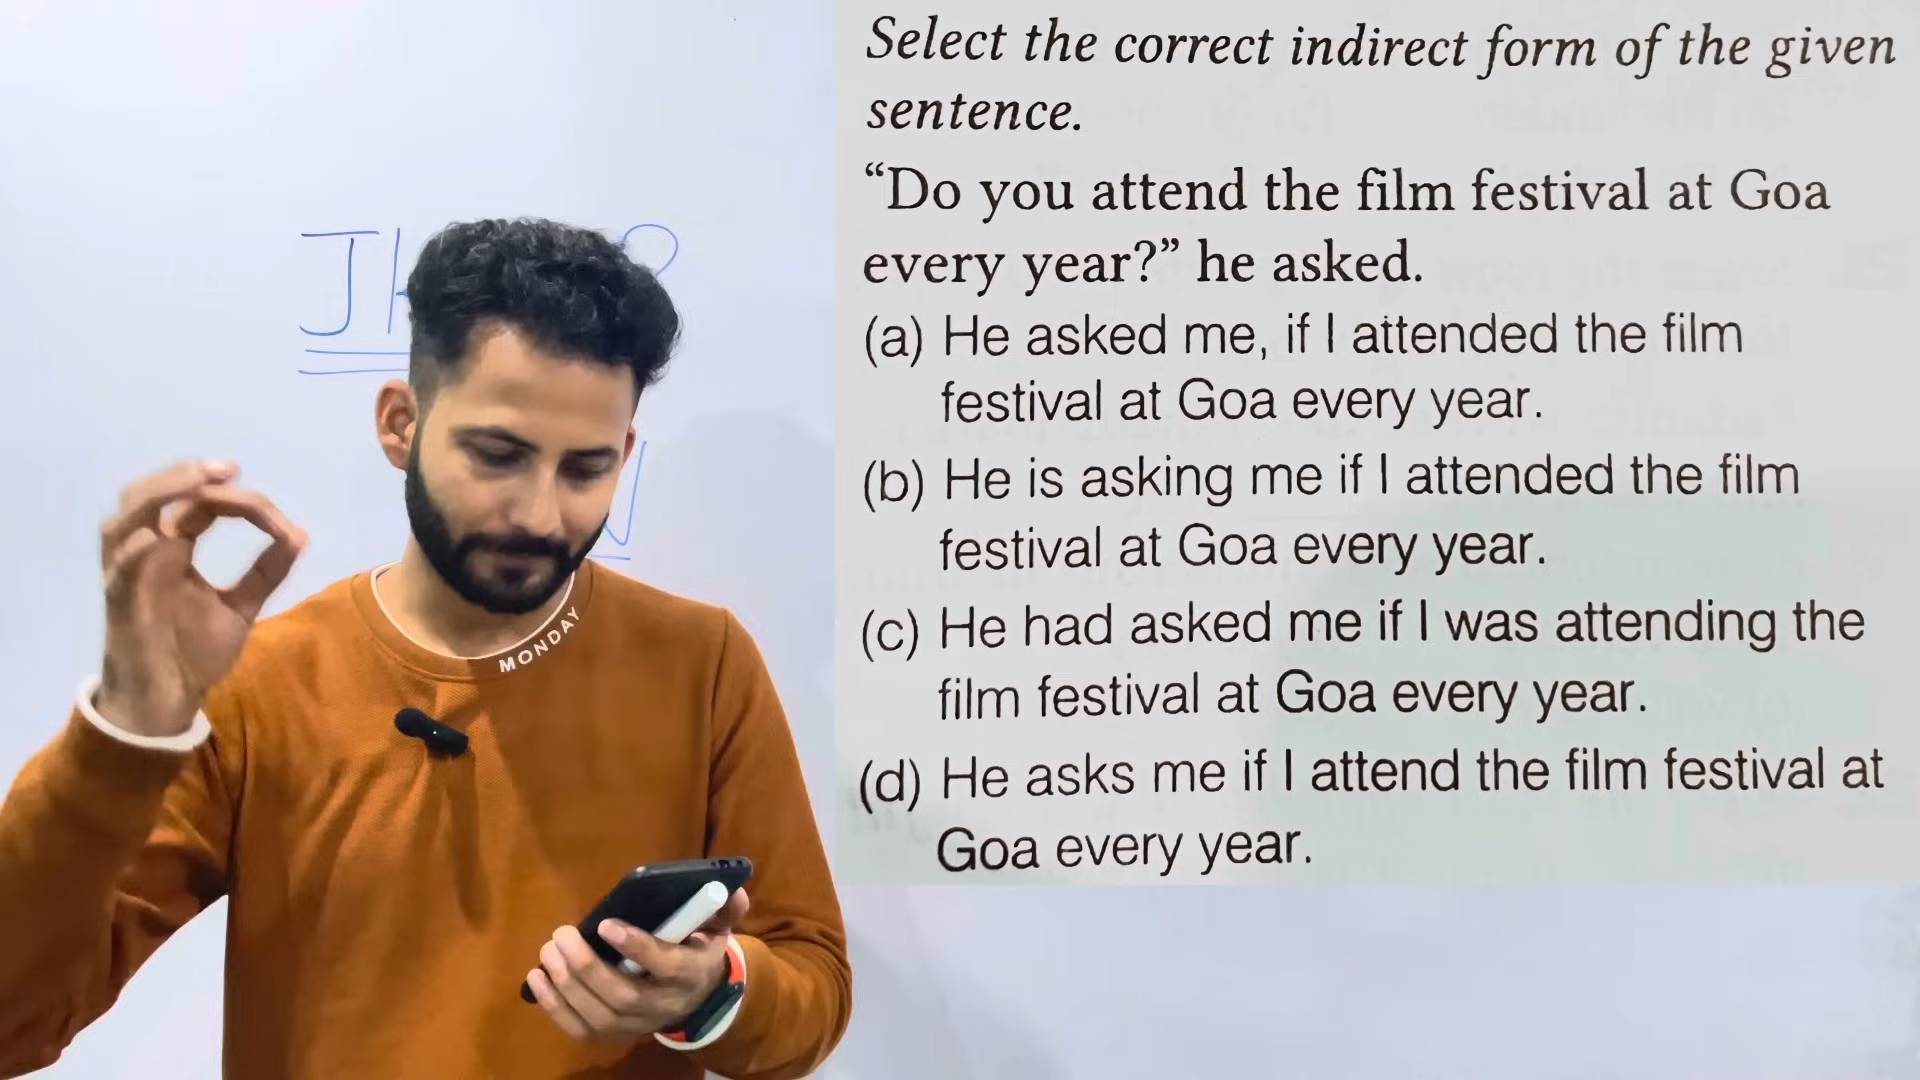 Select the correct indirect form of the given
sentence.
“Do you attend the film festival at Goa
every year?” he asked.
(a) He asked me, if I attended the film
festival at Goa every year.
(b) He is asking me if I attended the film
festival at Goa every year.
(c) He had asked me if I was attending the
film festival at Goa every year.
(d) He asks me if I attend the film festival at
Goa every year.
MONDAY